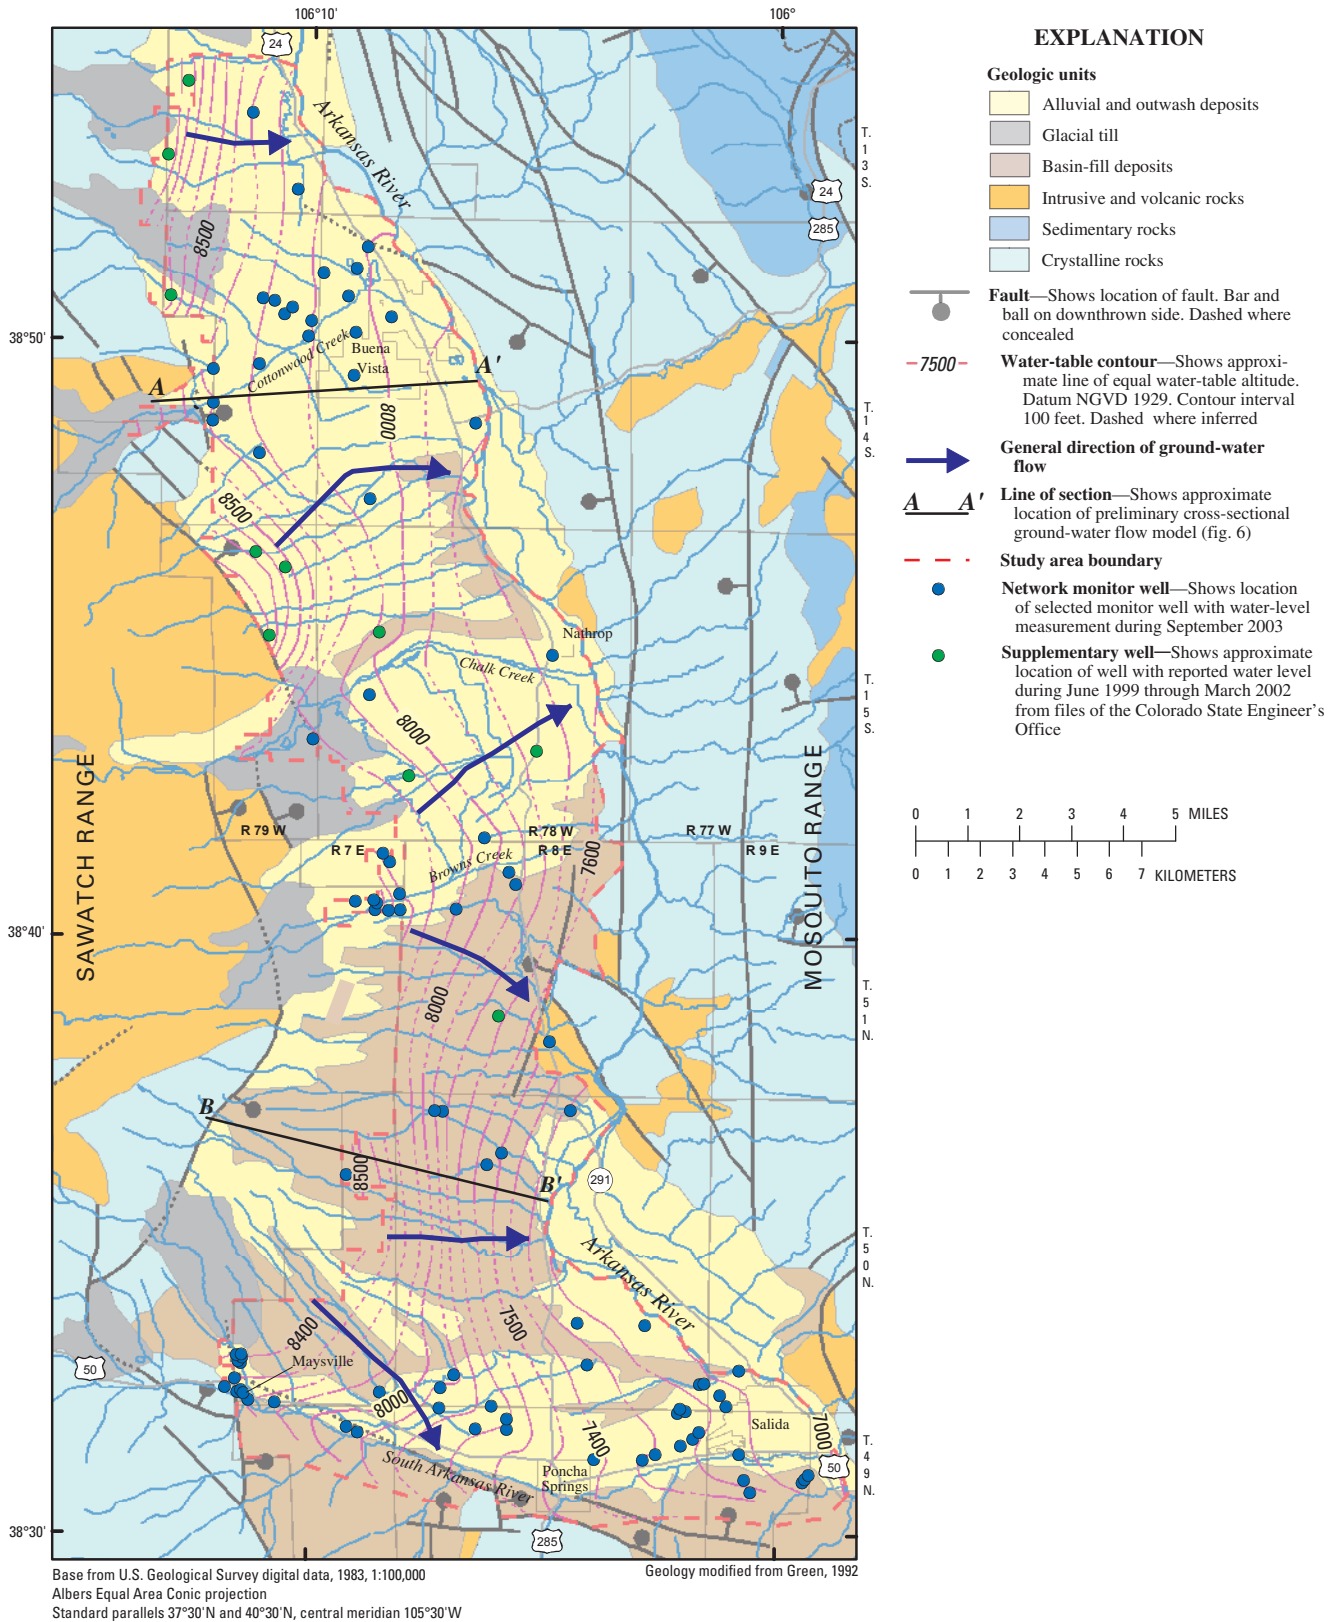 106°10'
106°
24
Arkansas River
T. 13 S.
24
285
8500
38°50'
Cottonwood Creek
Buena
Vista
A
A'
8000
T. 14 S.
8500
Nathrop
Chalk Creek
T. 15 S.
8000
SAWATCH RANGE
MOSQUITO RANGE
R 79 W
R 78 W
R 77 W
R 7 E
R 8 E
R 9 E
7600
Browns Creek
38°40'
8000
T. 51 N.
B
B'
8500
291
T. 50 N.
Arkansas River
7500
8400
50
Maysville
8000
Salida
7000
7400
50
T. 49 N.
South Arkansas River
Poncha
Springs
38°30'
285
Base from U.S. Geological Survey digital data, 1983, 1:100,000
Albers Equal Area Conic projection
Standard parallels 37°30'N and 40°30'N, central meridian 105°30'W
Geology modified from Green, 1992
EXPLANATION
Geologic units
Alluvial and outwash deposits
Glacial till
Basin-fill deposits
Intrusive and volcanic rocks
Sedimentary rocks
Crystalline rocks
Fault—Shows location of fault. Bar and
ball on downthrown side. Dashed where
concealed
7500
Water-table contour—Shows approxi-
mate line of equal water-table altitude.
Datum NGVD 1929. Contour interval
100 feet. Dashed where inferred
General direction of ground-water
flow
A A'
Line of section—Shows approximate
location of preliminary cross-sectional
ground-water flow model (fig. 6)
Study area boundary
Network monitor well—Shows location
of selected monitor well with water-level
measurement during September 2003
Supplementary well—Shows approximate
location of well with reported water level
during June 1999 through March 2002
from files of the Colorado State Engineer's
Office
0 1 2 3 4 5 MILES
0 1 2 3 4 5 6 7 KILOMETERS